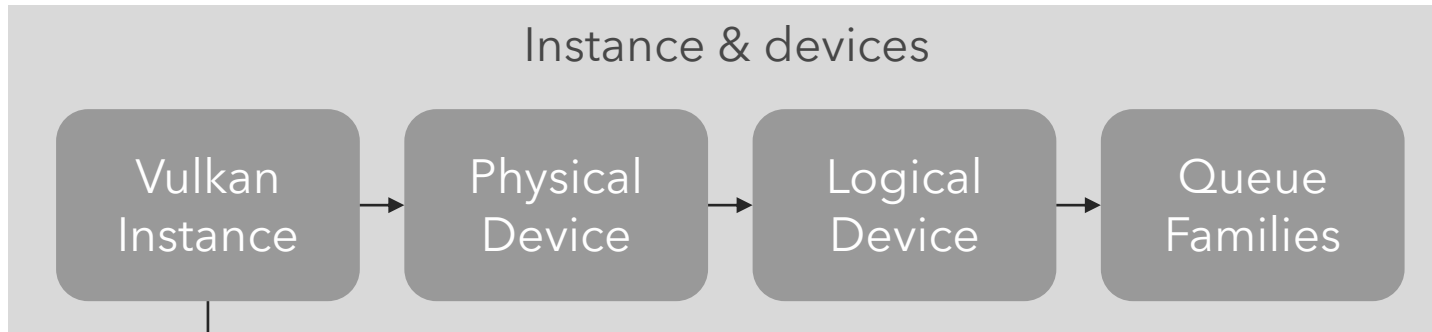 Instance & devices
Vulkan
Instance
Physical
Device
Logical
Device
Queue
Families